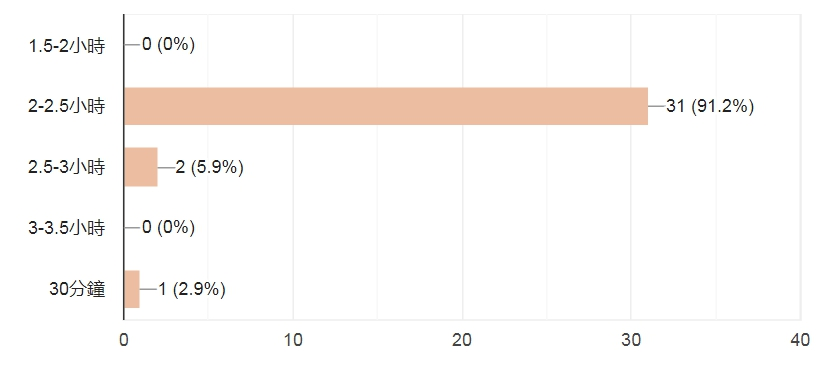 1.5-2小時 0 (0%)
2-2.5小時 31 (91.2%)
2.5-3小時 2 (5.9%)
3-3.5小時 0 (0%)
30分鐘 1 (2.9%)
0 10 20 30 40